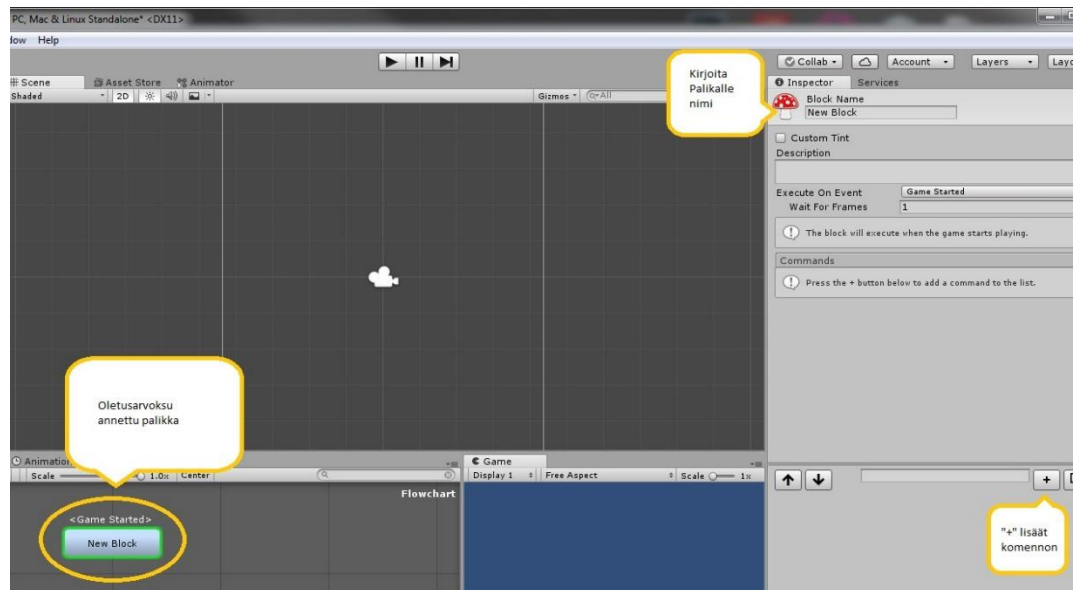 PC, Mac & Linux Standalone* <DX11>
dow Help
Collab
Account
Layers
Layo
Kirjoita
Palikalle
nimi
Scene
Asset Store
Animator
Inspector
Services
Shaded
2D
Gizmos
All
Block Name
New Block
Custom Tint
Description
Execute On Event
Game Started
Wait For Frames
1
The block will execute when the game starts playing.
Commands
Press the + button below to add a command to the list.
Oletusarvoksu
annettu palikka
Animation
Game
Scale
1.0x
Center
Display 1
Free Aspect
Scale
1x
+
Flowchart
<Game Started>
New Block
"+" lisäät
komennon